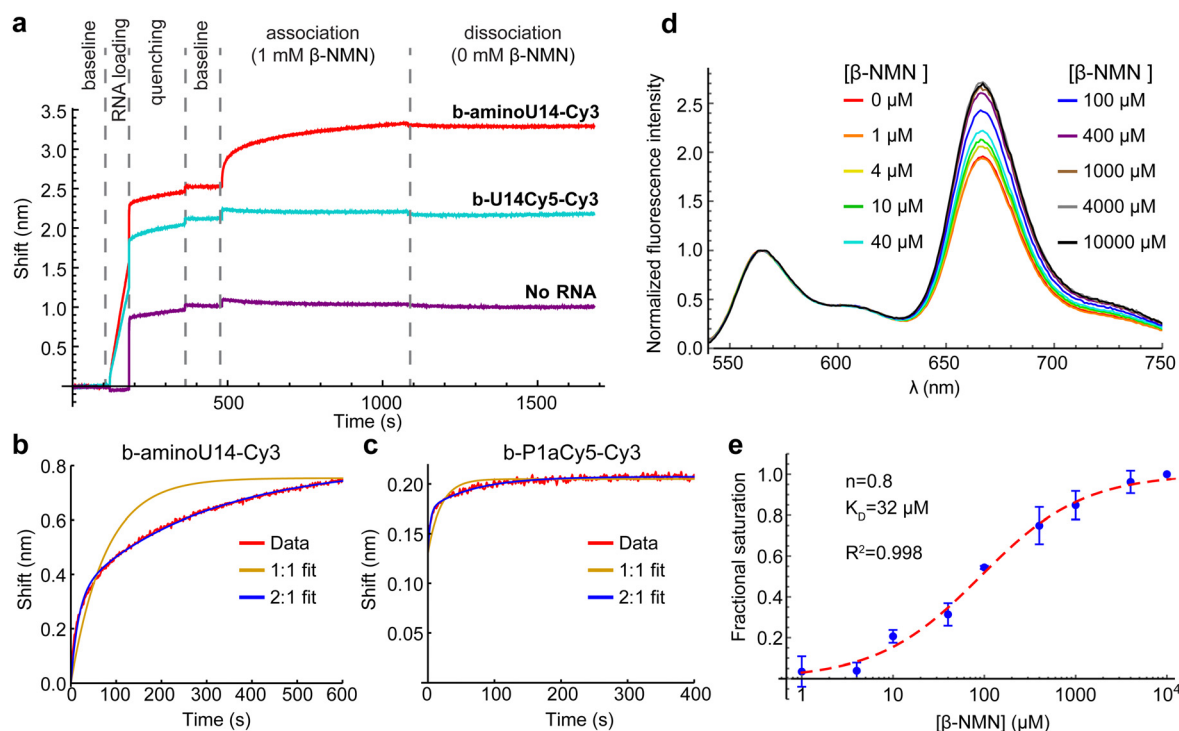 a
baseline
RNA loading
quenching
baseline
association
(1 mM β-NMN)
dissociation
(0 mM β-NMN)
3.5
3.0
2.5
2.0
1.5
1.0
0.5
Shift (nm)
b-aminoU14-Cy3
b-U14Cy5-Cy3
No RNA
500
1000
1500
Time (s)
d
Normalized fluorescence intensity
2.5
2.0
1.5
1.0
0.5
0.0
[β-NMN ]
0 µM
1 µM
4 µM
10 µM
40 µM
[β-NMN ]
100 µM
400 µM
1000 µM
4000 µM
10000 µM
550
600
650
700
750
λ (nm)
b
b-aminoU14-Cy3
Shift (nm)
0.8
0.6
0.4
0.2
0.0
Data
1:1 fit
2:1 fit
0
100
200
300
400
500
600
Time (s)
c
b-P1aCy5-Cy3
Shift (nm)
0.20
0.15
0.10
0.05
Data
1:1 fit
2:1 fit
0
100
200
300
400
Time (s)
e
Fractional saturation
1.0
0.8
0.6
0.4
0.2
n=0.8
K_D=32 µM
R²=0.998
1
10
100
1000
10⁴
[β-NMN] (µM)